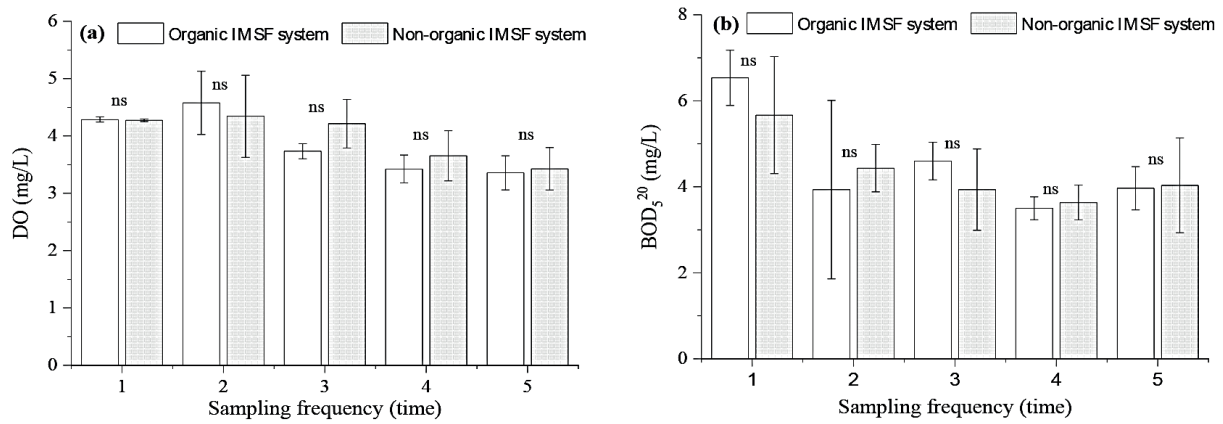 (a) Organic IMSF system Non-organic IMSF system
6
5
4
3
2
1
0
DO (mg/L)
ns ns ns ns ns
1 2 3 4 5
Sampling frequency (time)
(b) Organic IMSF system Non-organic IMSF system
8
6
4
2
0
BOD₅²⁰ (mg/L)
ns ns ns ns ns
1 2 3 4 5
Sampling frequency (time)